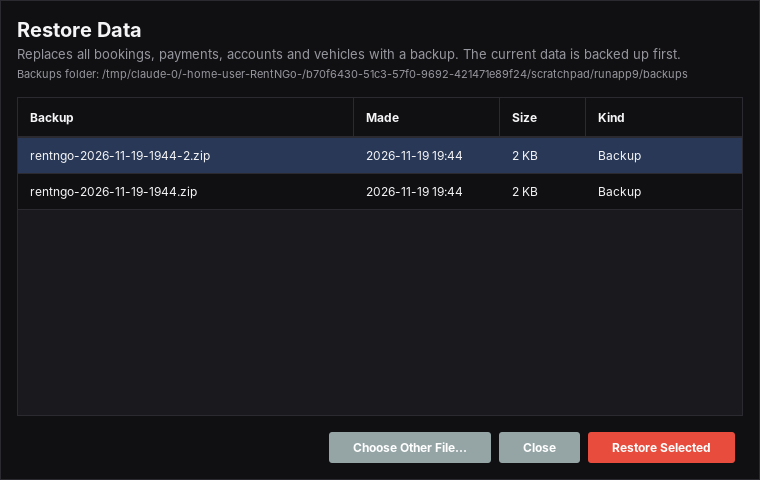 Restore Data
Replaces all bookings, payments, accounts and vehicles with a backup. The current data is backed up first.
Backups folder: /tmp/claude-0/-home-user-RentNGo-/b70f6430-51c3-57f0-9692-421471e89f24/scratchpad/runapp9/backups
Backup Made Size Kind
rentngo-2026-11-19-1944-2.zip 2026-11-19 19:44 2 KB Backup
rentngo-2026-11-19-1944.zip 2026-11-19 19:44 2 KB Backup
Choose Other File... Close Restore Selected